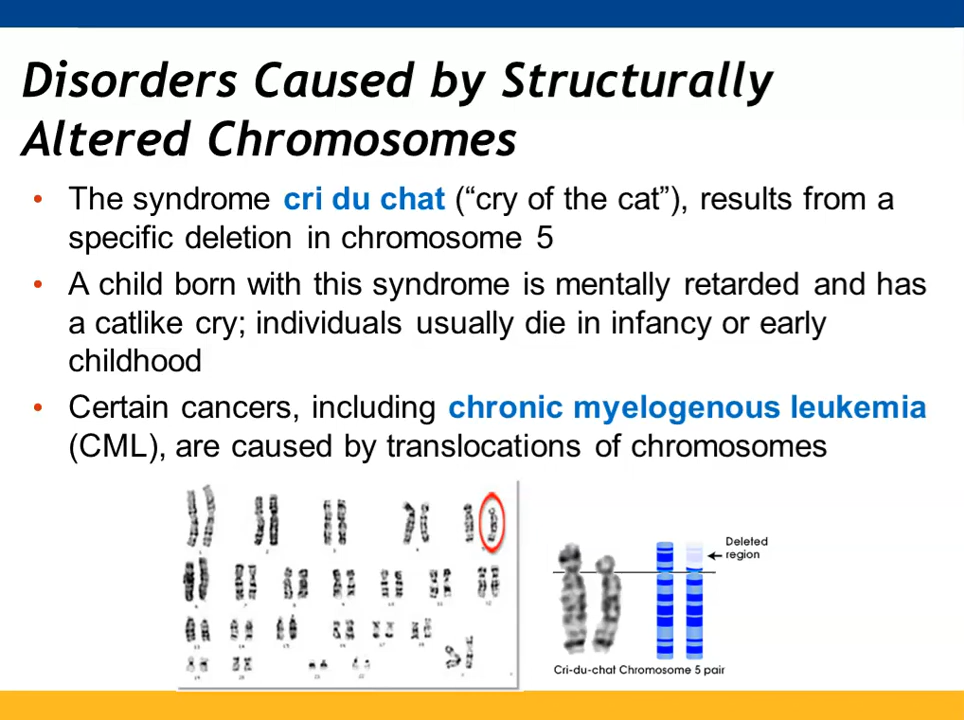 Disorders Caused by Structurally
Altered Chromosomes
• The syndrome cri du chat (“cry of the cat”), results from a
specific deletion in chromosome 5
• A child born with this syndrome is mentally retarded and has
a catlike cry; individuals usually die in infancy or early
childhood
• Certain cancers, including chronic myelogenous leukemia
(CML), are caused by translocations of chromosomes
Deleted
region
Cri-du-chat Chromosome 5 pair